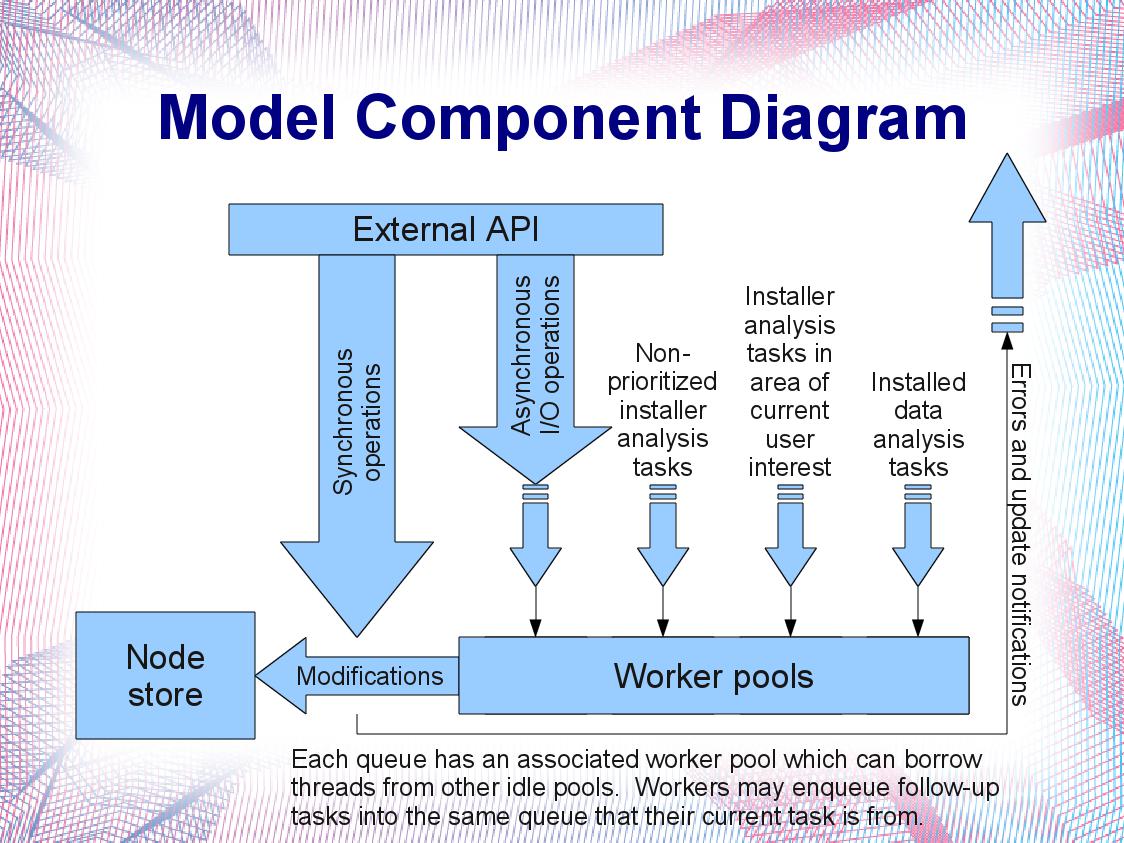 Model Component Diagram
External API
Synchronous
operations
Asynchronous
I/O operations
Non-
prioritized
installer
analysis
tasks
Installer
analysis
tasks in
area of
current
user
interest
Installed
data
analysis
tasks
Errors and update notifications
Node
store
Modifications
Worker pools
Each queue has an associated worker pool which can borrow
threads from other idle pools.  Workers may enqueue follow-up
tasks into the same queue that their current task is from.